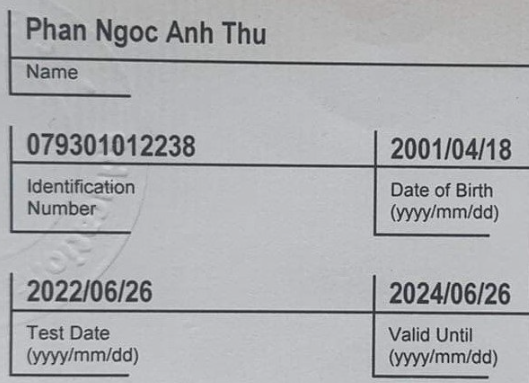 Phan Ngoc Anh Thu
Name
079301012238 2001/04/18
Identification Date of Birth
Number (yyyy/mm/dd)
2022/06/26 2024/06/26
Test Date Valid Until
(yyyy/mm/dd) (yyyy/mm/dd)